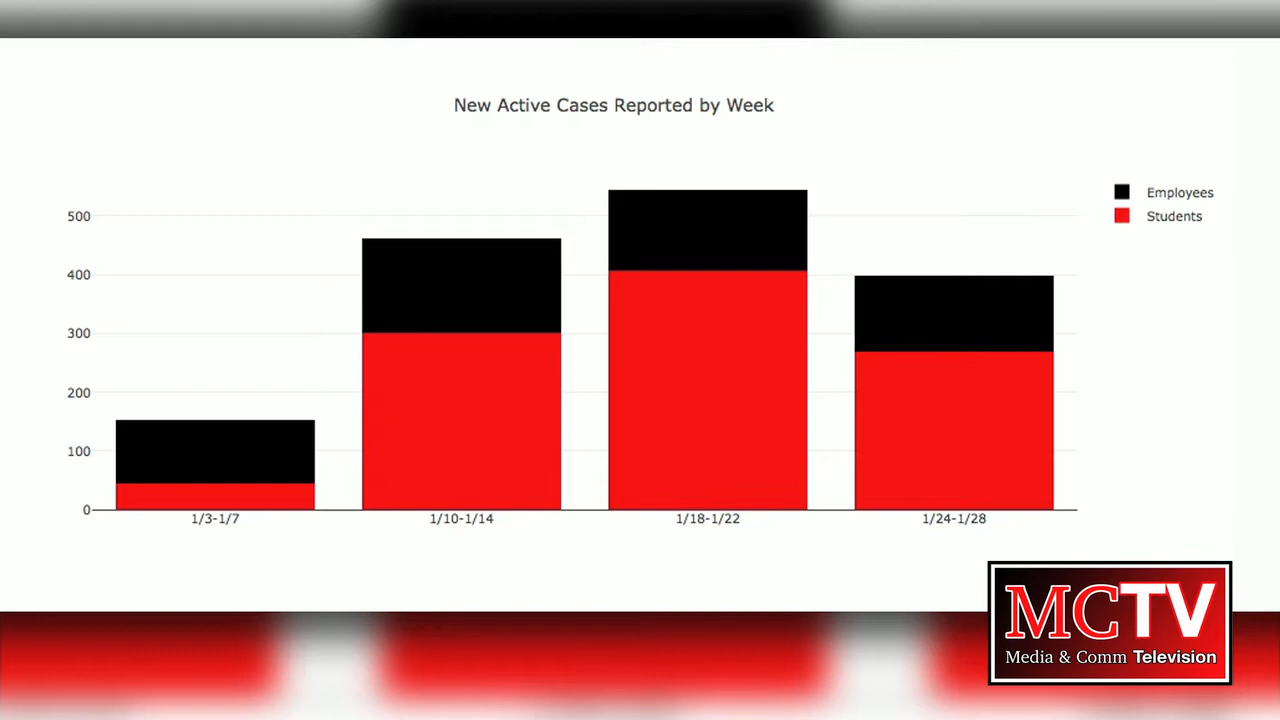 New Active Cases Reported by Week
Employees
Students
500
400
300
200
100
0
1/3-1/7
1/10-1/14
1/18-1/22
1/24-1/28
MCTV
Media & Comm Television